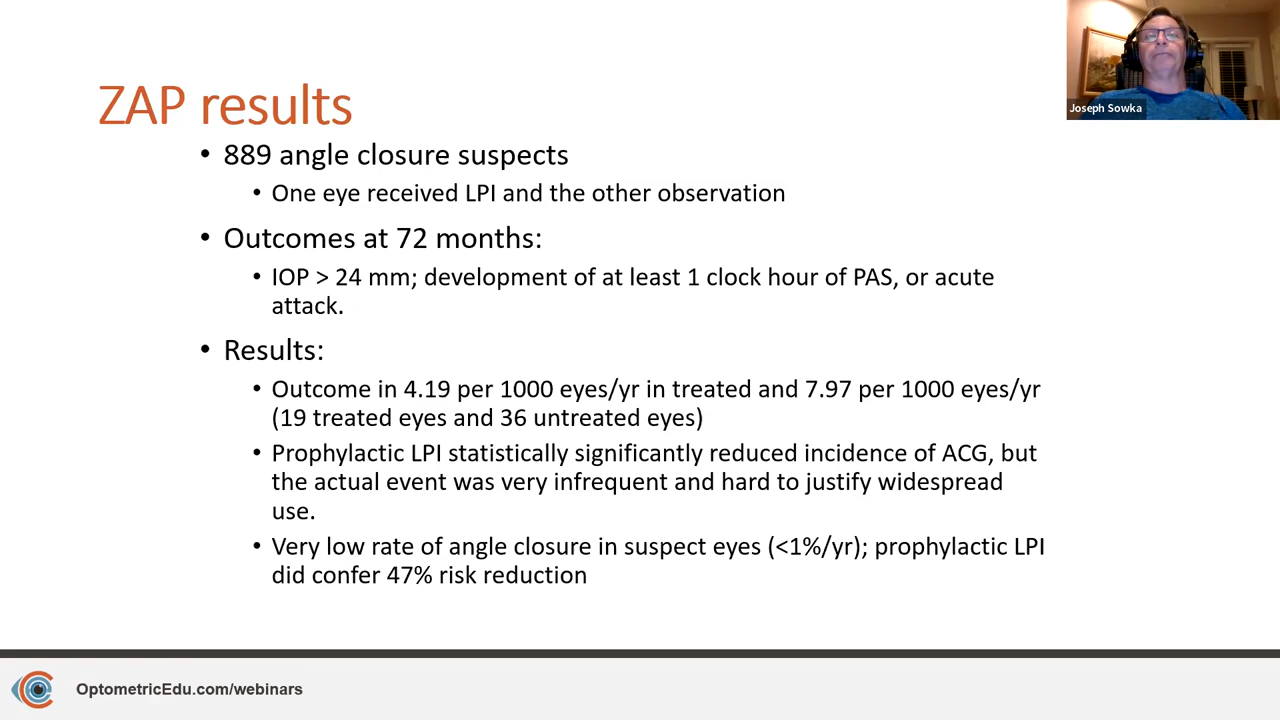 Joseph Sowka
ZAP results
• 889 angle closure suspects
• One eye received LPI and the other observation
• Outcomes at 72 months:
• IOP > 24 mm; development of at least 1 clock hour of PAS, or acute
attack.
• Results:
• Outcome in 4.19 per 1000 eyes/yr in treated and 7.97 per 1000 eyes/yr
(19 treated eyes and 36 untreated eyes)
• Prophylactic LPI statistically significantly reduced incidence of ACG, but
the actual event was very infrequent and hard to justify widespread
use.
• Very low rate of angle closure in suspect eyes (<1%/yr); prophylactic LPI
did confer 47% risk reduction
OptometricEdu.com/webinars